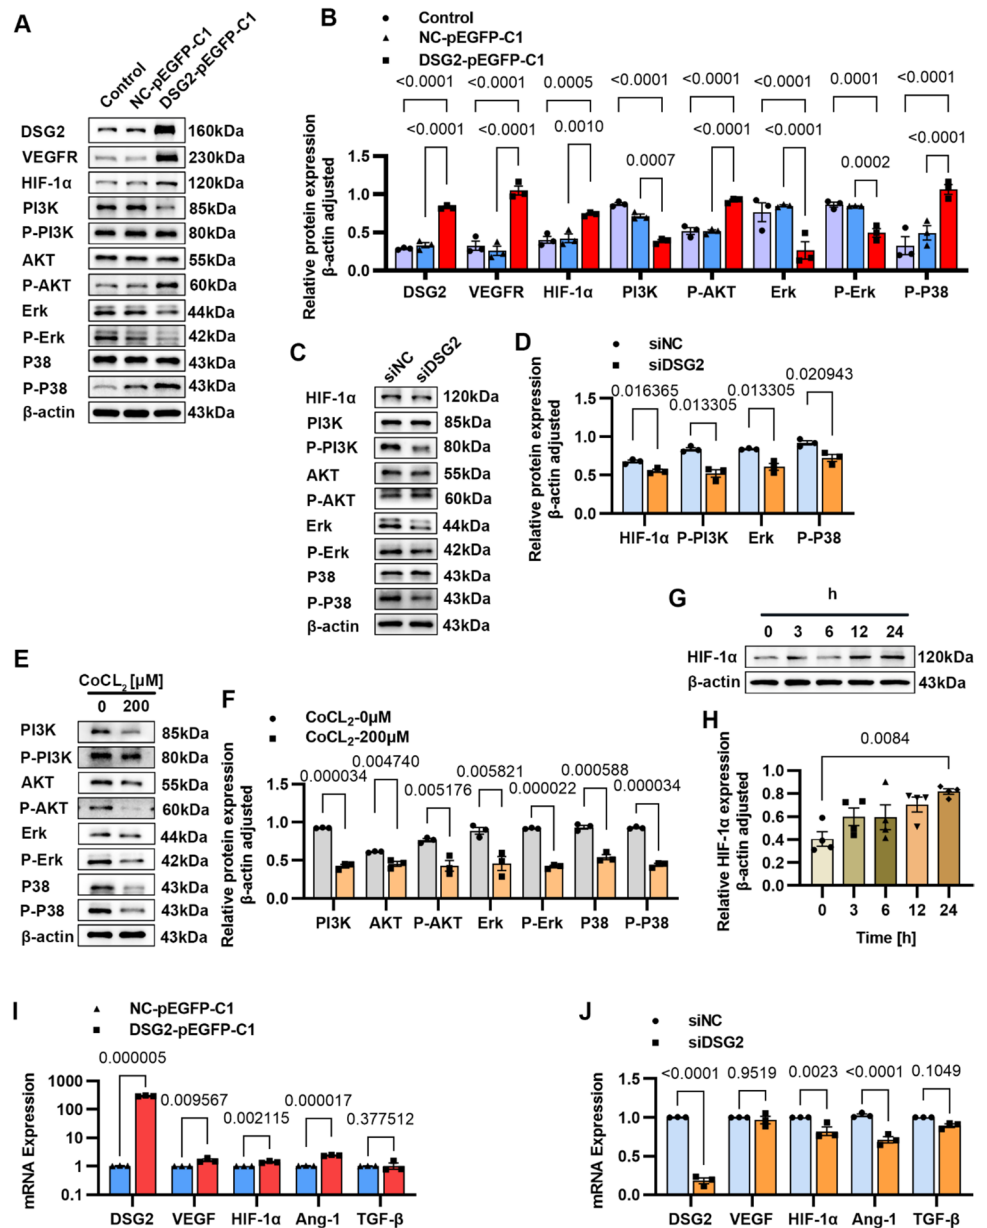 A
Control
NC-pEGFP-C1
DSG2-pEGFP-C1
DSG2 160kDa
VEGFR 230kDa
HIF-1α 120kDa
PI3K 85kDa
P-PI3K 80kDa
AKT 55kDa
P-AKT 60kDa
Erk 44kDa
P-Erk 42kDa
P38 43kDa
P-P38 43kDa
β-actin 43kDa
B
Control
NC-pEGFP-C1
DSG2-pEGFP-C1
<0.0001 <0.0001 0.0005 <0.0001 <0.0001 <0.0001 0.0001 <0.0001
<0.0001 <0.0001 0.0010 0.0007 <0.0001 <0.0001 0.0002 <0.0001
Relative protein expression
β-actin adjusted
1.5
1.0
0.5
0.0
DSG2 VEGFR HIF-1α PI3K P-AKT Erk P-Erk P-P38
C
siNC
siDSG2
HIF-1α 120kDa
PI3K 85kDa
P-PI3K 80kDa
AKT 55kDa
P-AKT 60kDa
Erk 44kDa
P-Erk 42kDa
P38 43kDa
P-P38 43kDa
β-actin 43kDa
D
siNC
siDSG2
0.016365 0.013305 0.013305 0.020943
Relative protein expression
β-actin adjusted
1.5
1.0
0.5
0.0
HIF-1α P-PI3K Erk P-P38
E
CoCL2 [μM]
0 200
PI3K 85kDa
P-PI3K 80kDa
AKT 55kDa
P-AKT 60kDa
Erk 44kDa
P-Erk 42kDa
P38 43kDa
P-P38 43kDa
β-actin 43kDa
F
CoCL2-0μM
CoCL2-200μM
0.000034 0.004740 0.005176 0.005821 0.000022 0.000588 0.000034
Relative protein expression
β-actin adjusted
1.5
1.0
0.5
0.0
PI3K AKT P-AKT Erk P-Erk P38 P-P38
G
h
0 3 6 12 24
HIF-1α 120kDa
β-actin 43kDa
H
0.0084
Relative HIF-1α expression
β-actin adjusted
1.0
0.8
0.6
0.4
0.2
0.0
0 3 6 12 24
Time [h]
I
NC-pEGFP-C1
DSG2-pEGFP-C1
0.000005 0.009567 0.002115 0.000017 0.377512
mRNA Expression
1000
100
10
1
0.1
DSG2 VEGF HIF-1α Ang-1 TGF-β
J
siNC
siDSG2
<0.0001 0.9519 0.0023 <0.0001 0.1049
mRNA Expression
1.5
1.0
0.5
0.0
DSG2 VEGF HIF-1α Ang-1 TGF-β